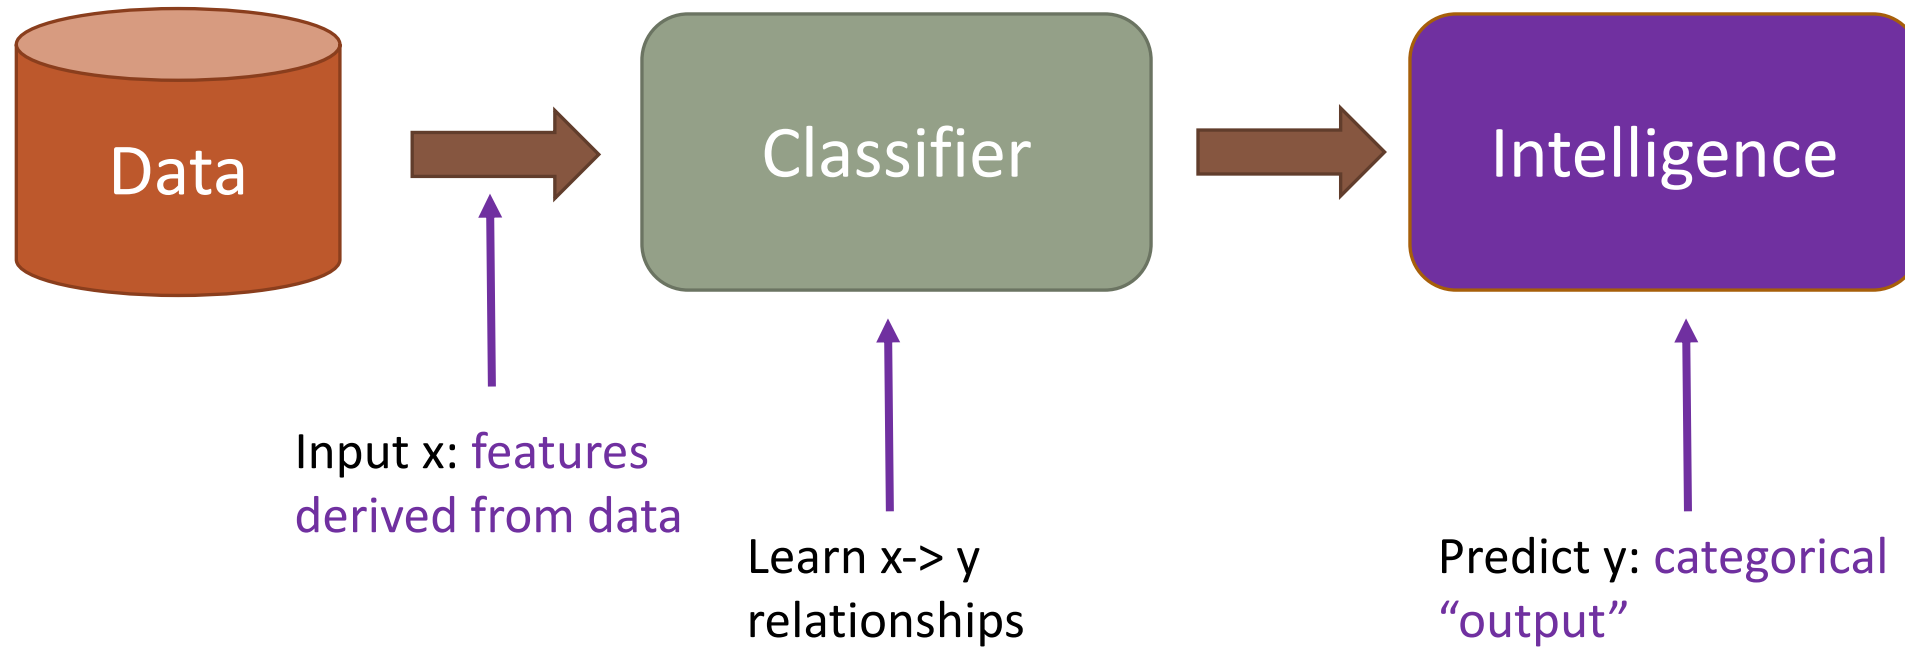 Data
Classifier
Intelligence
Input x: features
derived from data
Learn x-> y
relationships
Predict y: categorical
“output”